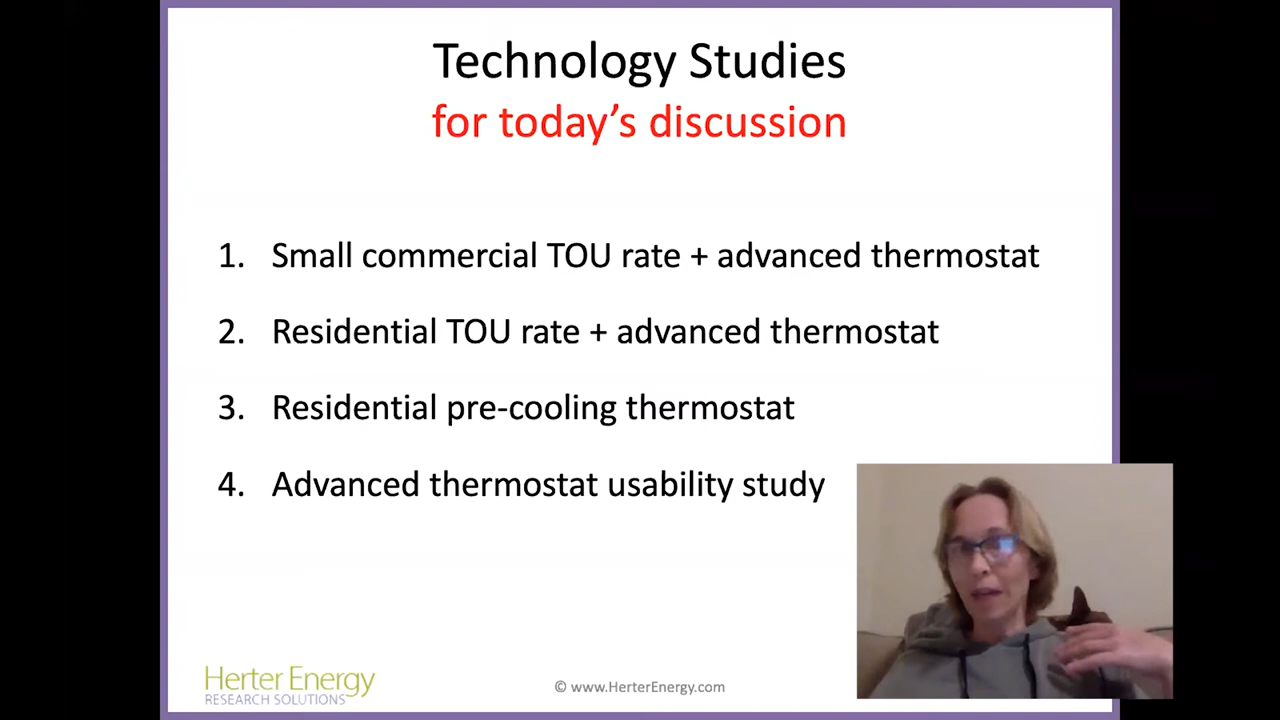 Technology Studies
for today's discussion
1. Small commercial TOU rate + advanced thermostat
2. Residential TOU rate + advanced thermostat
3. Residential pre-cooling thermostat
4. Advanced thermostat usability study
Herter Energy
RESEARCH SOLUTIONS
© www.HerterEnergy.com